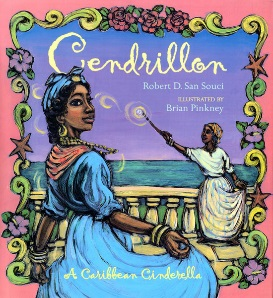 Cendrillon
Robert D. San Souci
ILLUSTRATED BY
Brian Pinkney
A Caribbean Cinderella